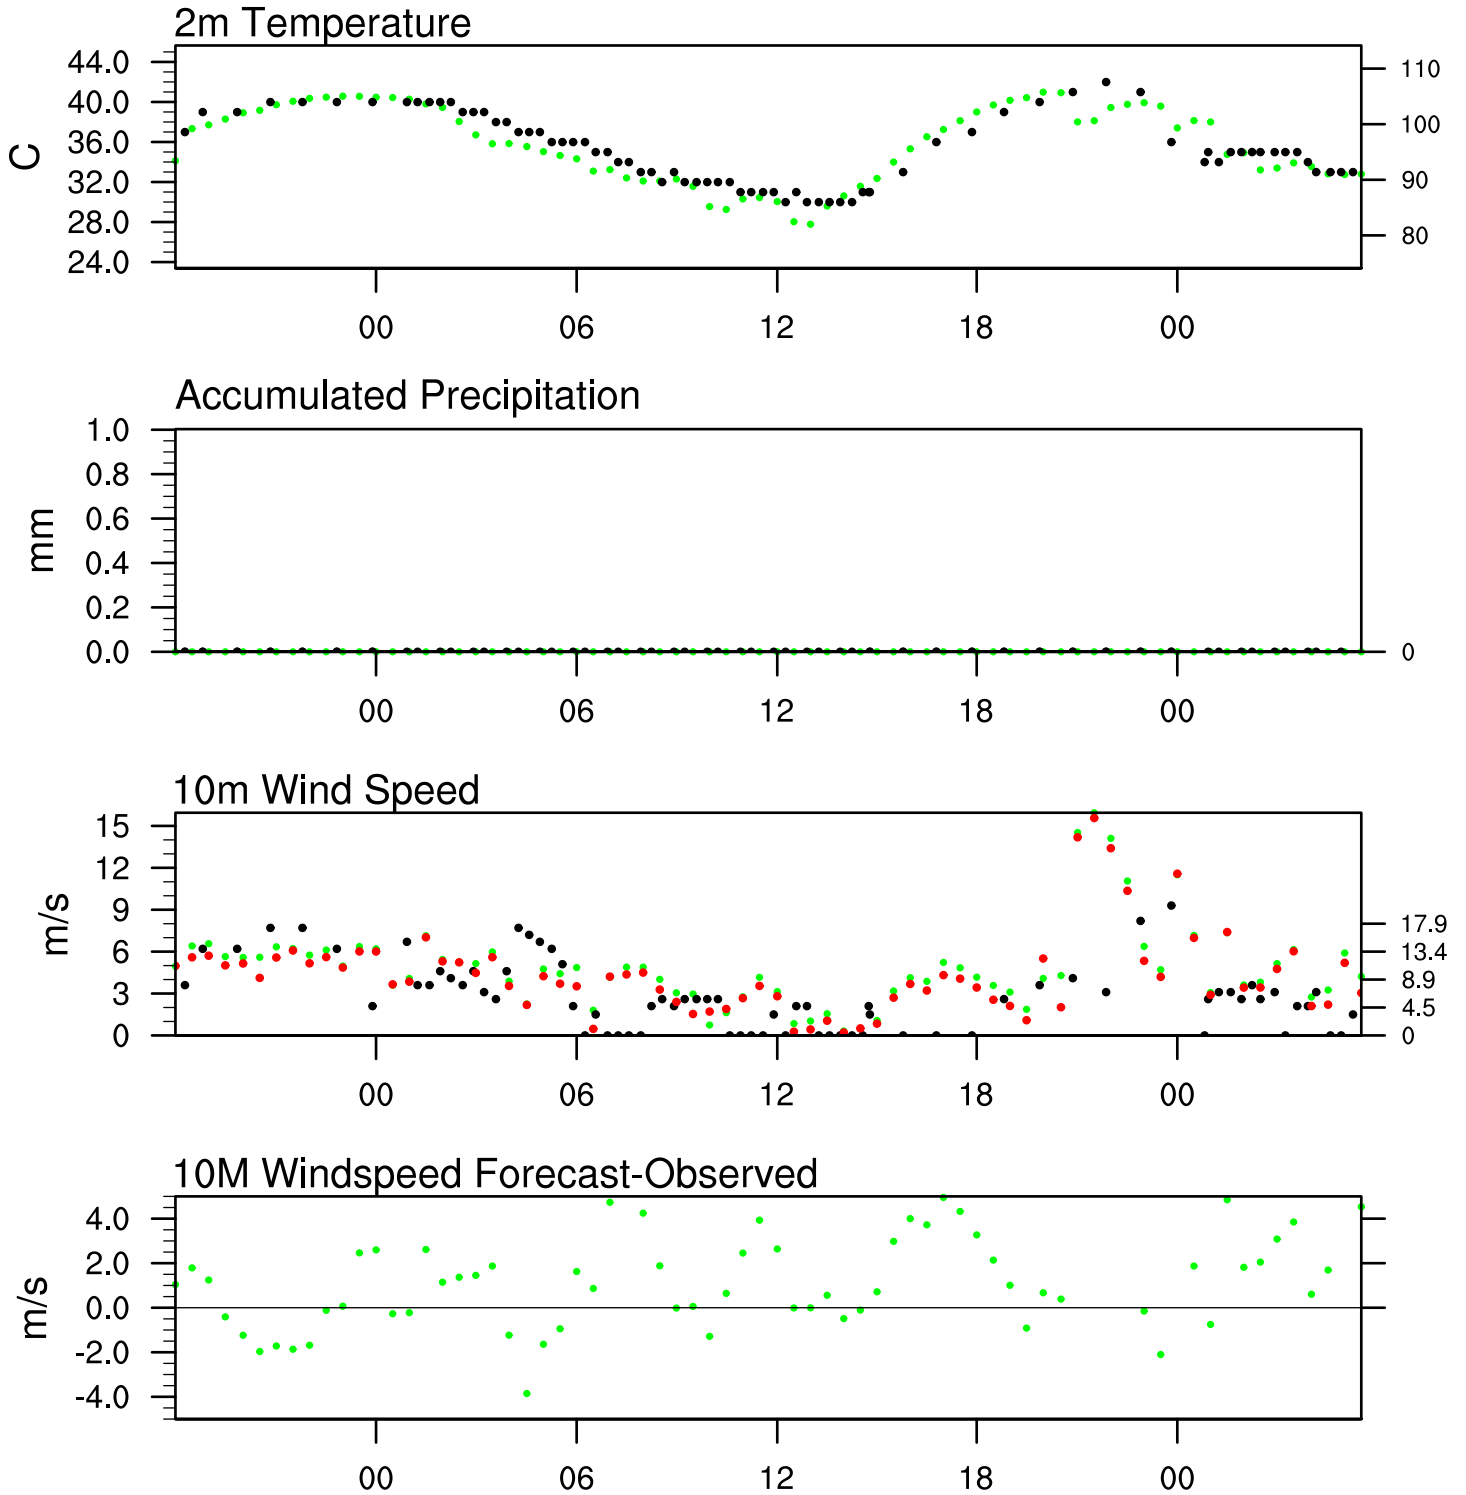 2m Temperature
44.0
40.0
36.0
32.0
28.0
24.0
C
110
100
90
80
00 06 12 18 00
Accumulated Precipitation
1.0
0.8
0.6
0.4
0.2
0.0
mm
0
00 06 12 18 00
10m Wind Speed
15
12
9
6
3
0
m/s
17.9
13.4
8.9
4.5
0
00 06 12 18 00
10M Windspeed Forecast-Observed
4.0
2.0
0.0
-2.0
-4.0
m/s
00 06 12 18 00